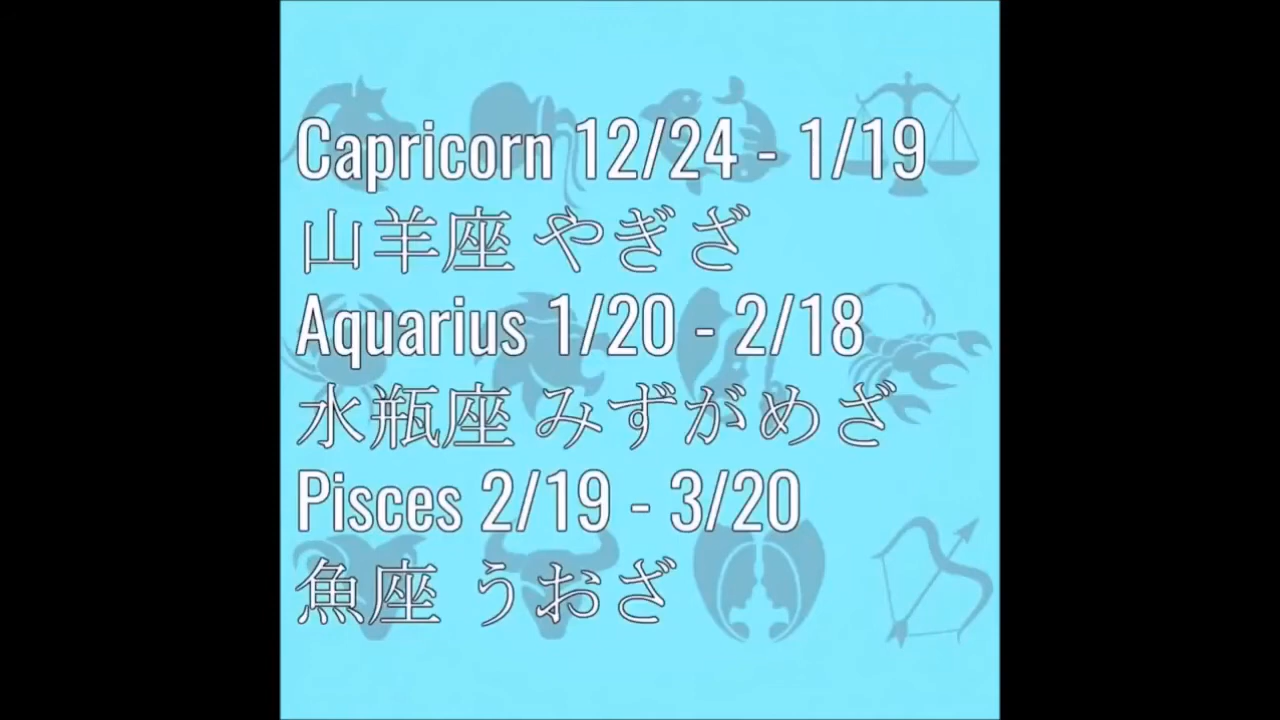 Capricorn 12/24 - 1/19
山羊座 やぎざ
Aquarius 1/20 - 2/18
水瓶座 みずがめざ
Pisces 2/19 - 3/20
魚座 うおざ